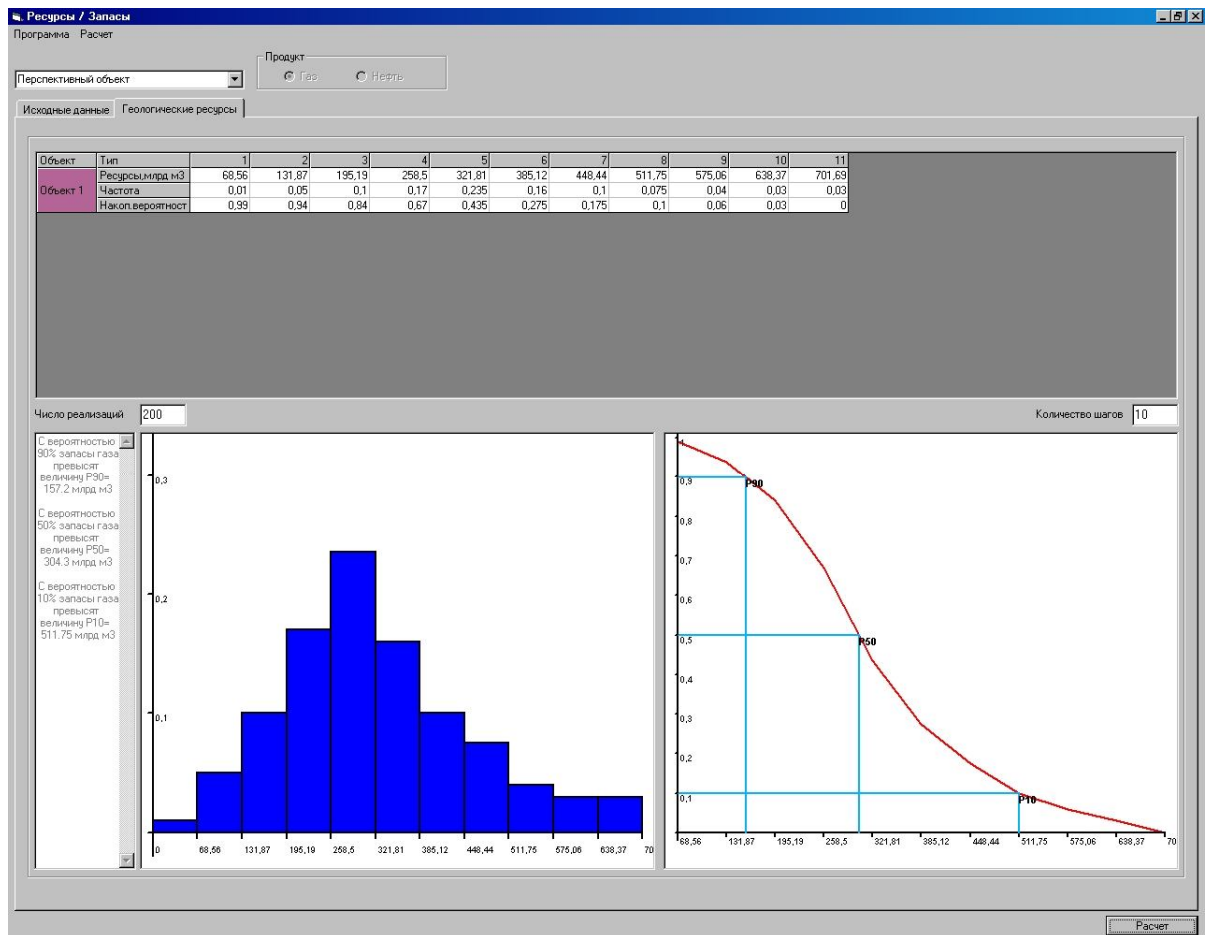 Ресурсы / Запасы
Программа Расчет
Продукт
Перспективный объект
Газ Нефть
Исходные данные Геологические ресурсы
Объект Тип 1 2 3 4 5 6 7 8 9 10 11
Объект 1
Ресурсы,млрд м3 68,56 131,87 195,19 258,5 321,81 385,12 448,44 511,75 575,06 638,37 701,69
Частота 0,01 0,05 0,1 0,17 0,235 0,16 0,1 0,075 0,04 0,03 0,03
Накоп.вероятност 0,99 0,94 0,84 0,67 0,435 0,275 0,175 0,1 0,06 0,03 0
Число реализаций 200
Количество шагов 10
С вероятностью
90% запасы газа
превысят
величину P90=
157.2 млрд м3
С вероятностью
50% запасы газа
превысят
величину P50=
304.3 млрд м3
С вероятностью
10% запасы газа
превысят
величину P10=
511.75 млрд м3
0,3
0,2
0,1
0 68,56 131,87 195,19 258,5 321,81 385,12 448,44 511,75 575,06 638,37 70
1
0,9
P90
0,8
0,7
0,6
0,5
P50
0,4
0,3
0,2
0,1
P10
68,56 131,87 195,19 258,5 321,81 385,12 448,44 511,75 575,06 638,37 70
Расчет